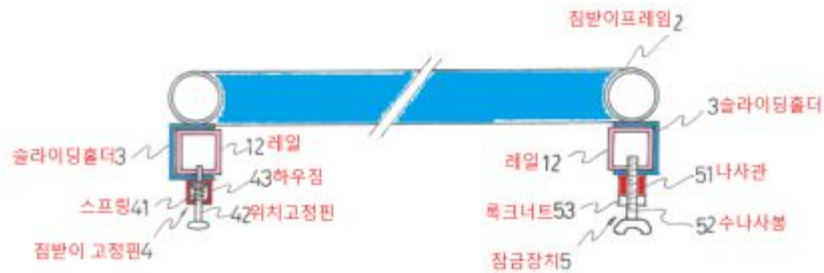 짐받이프레임 2
3슬라이딩홀더
슬라이딩홀더3
12레일
레일12
43하우징
51나사관
스프링41
42위치고정핀
록크너트53
52수나사봉
짐받이 고정핀4
잠금장치5